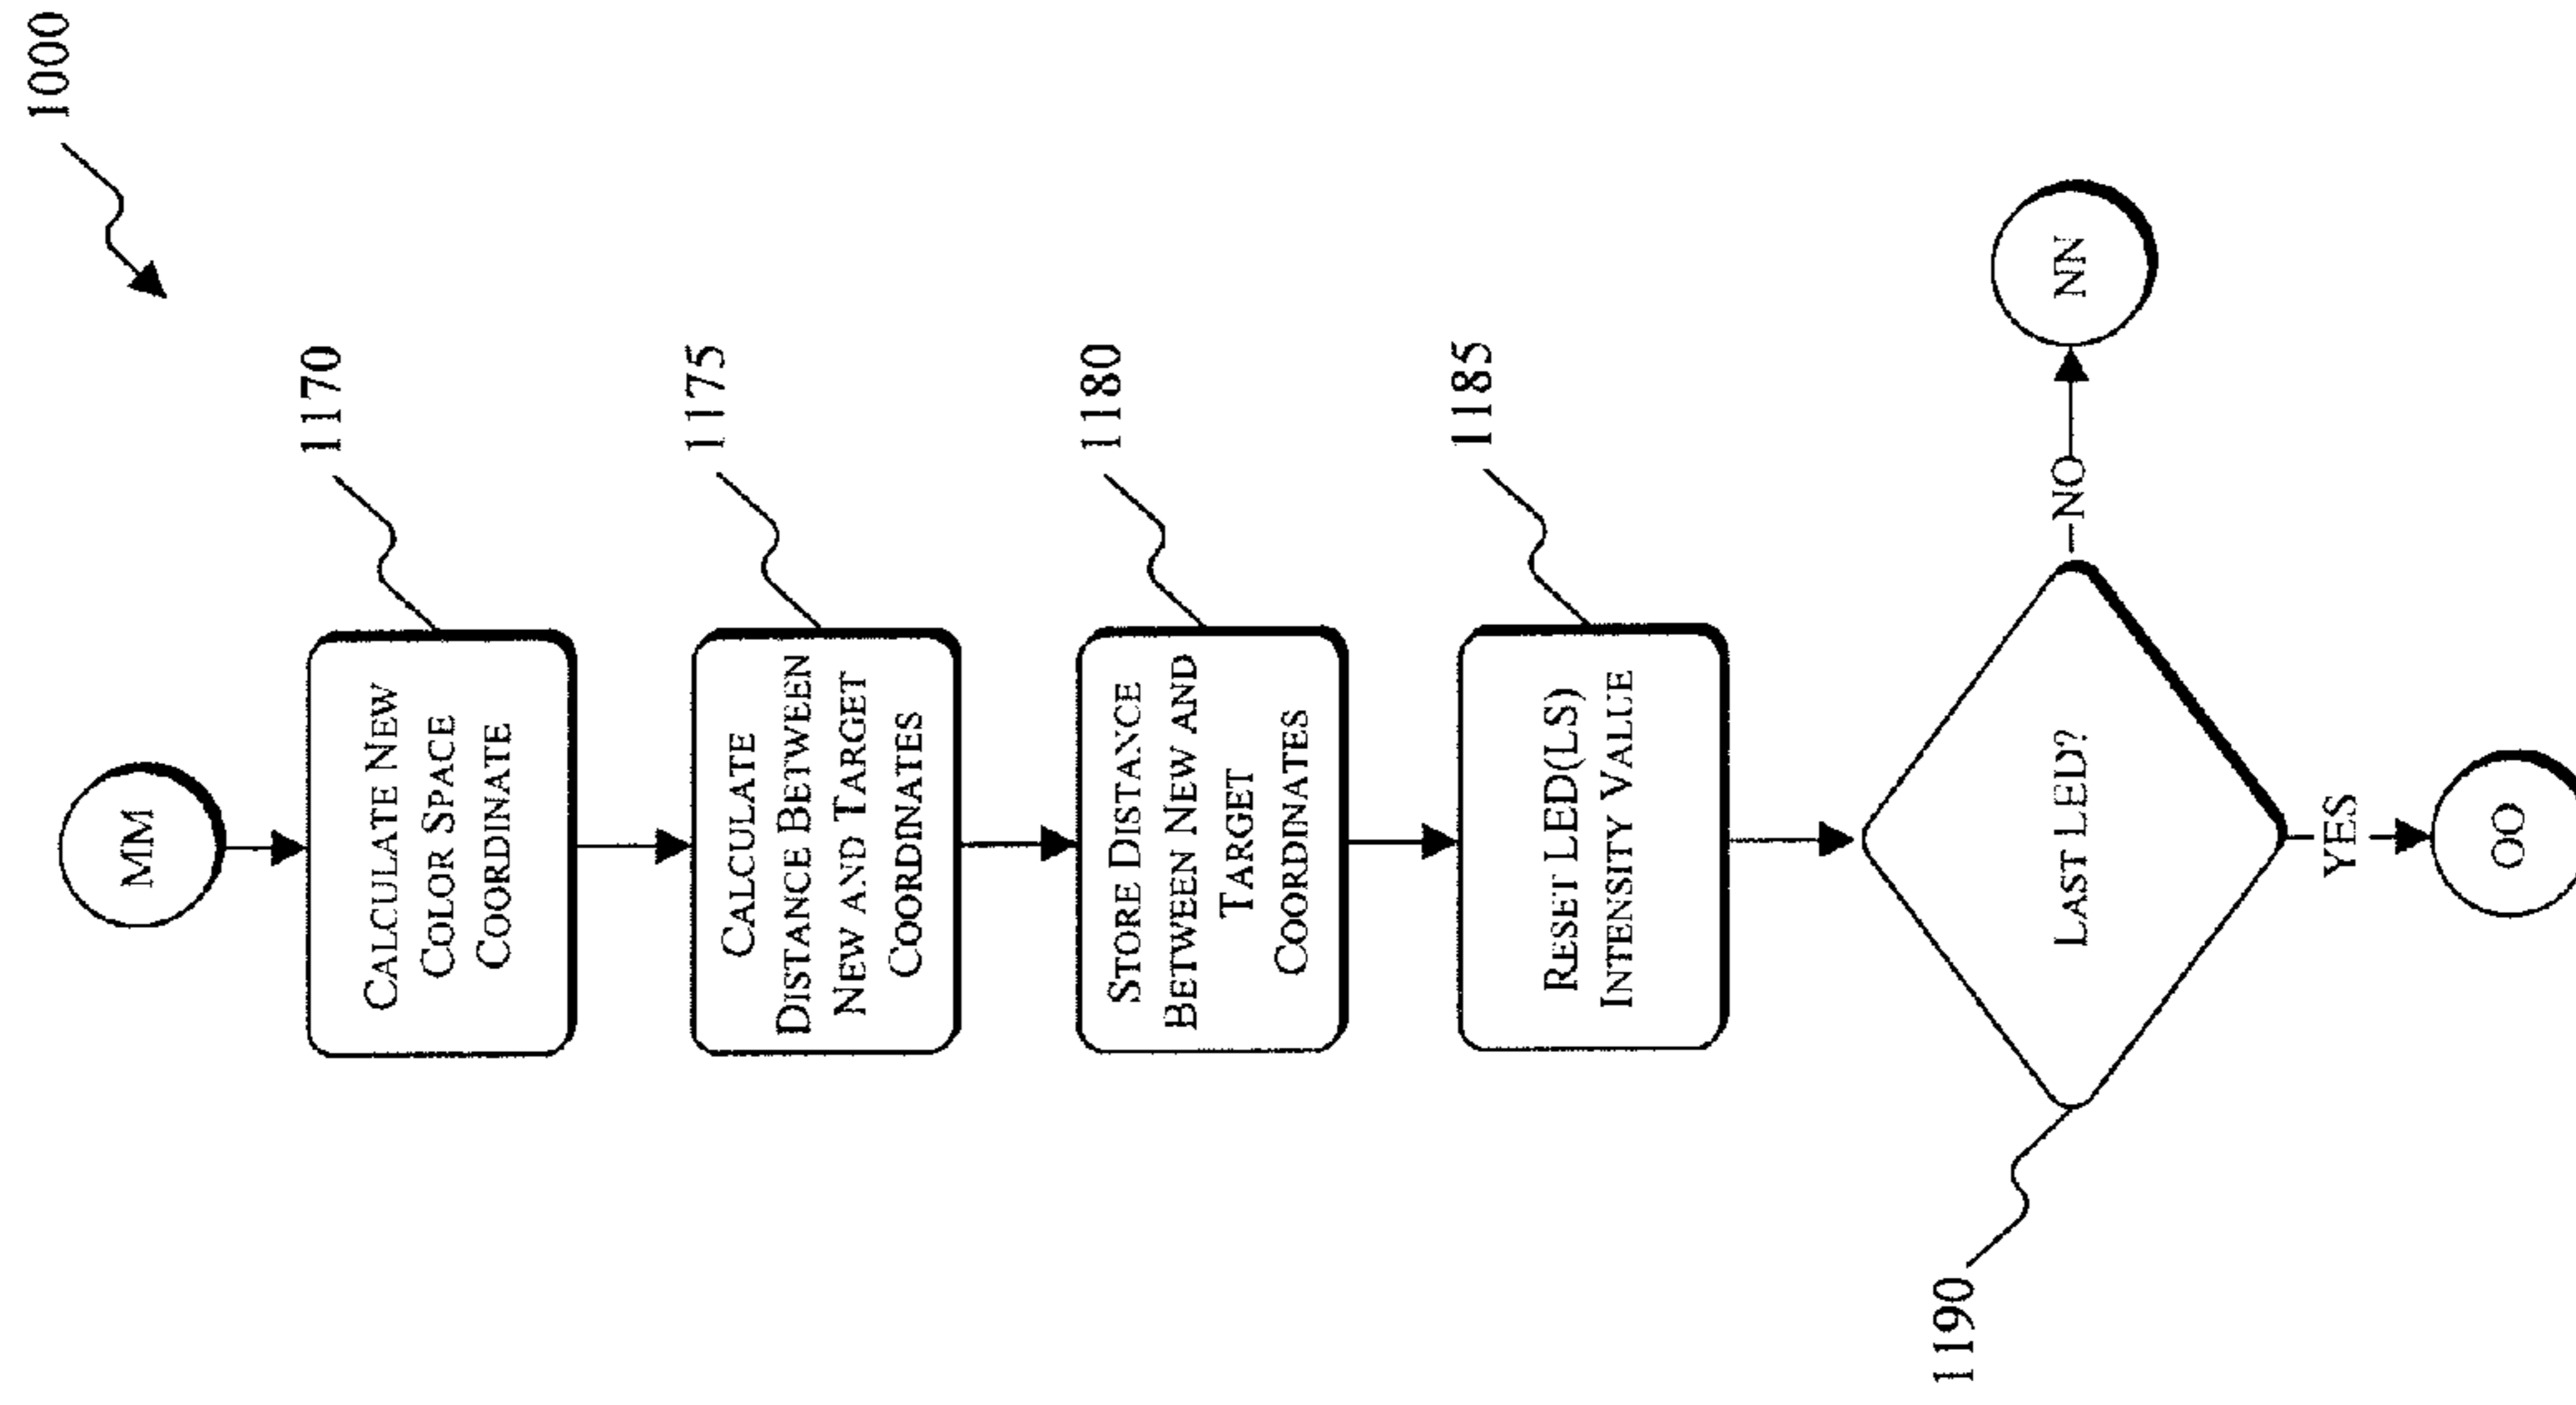 1000
MM
1170
CALCULATE NEW
COLOR SPACE
COORDINATE
1175
CALCULATE
DISTANCE BETWEEN
NEW AND TARGET
COORDINATES
1180
STORE DISTANCE
BETWEEN NEW AND
TARGET
COORDINATES
1185
RESET LED(LS)
INTENSITY VALUE
1190
LAST LED?
NO
NN
YES
OO